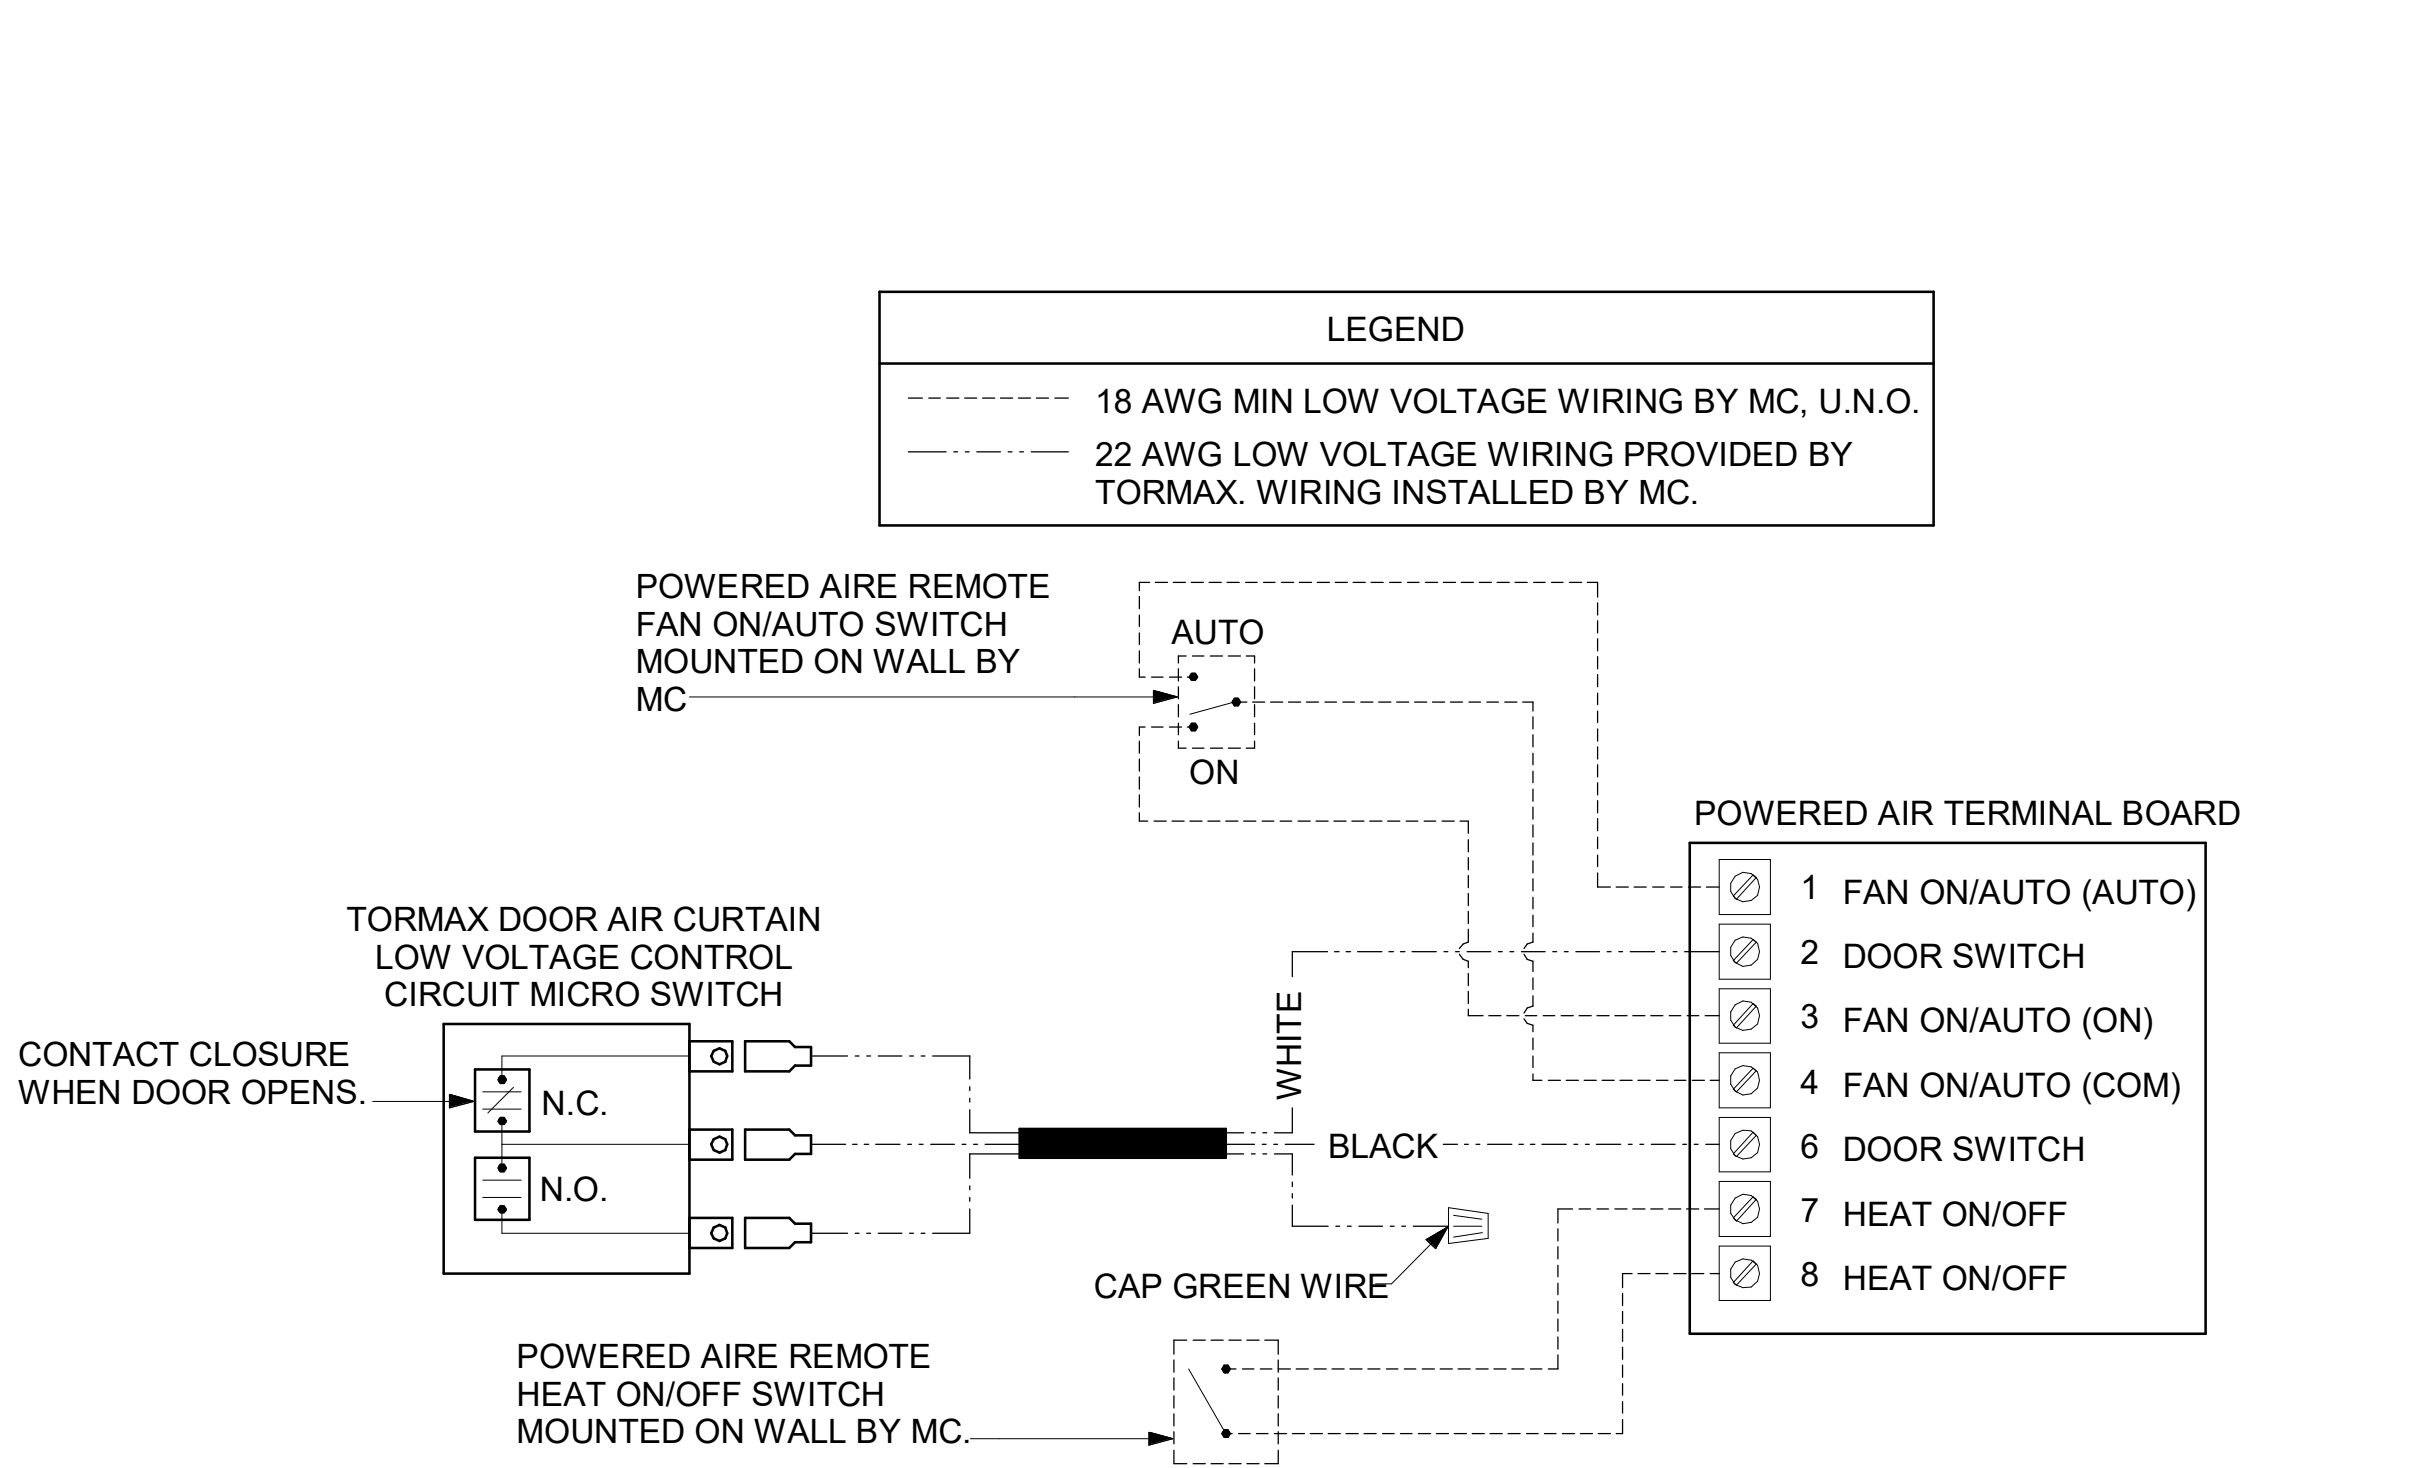 LEGEND
18 AWG MIN LOW VOLTAGE WIRING BY MC, U.N.O.
22 AWG LOW VOLTAGE WIRING PROVIDED BY
TORMAX. WIRING INSTALLED BY MC.
POWERED AIRE REMOTE
FAN ON/AUTO SWITCH
MOUNTED ON WALL BY
MC
AUTO
ON
POWERED AIR TERMINAL BOARD
1 FAN ON/AUTO (AUTO)
2 DOOR SWITCH
3 FAN ON/AUTO (ON)
4 FAN ON/AUTO (COM)
6 DOOR SWITCH
7 HEAT ON/OFF
8 HEAT ON/OFF
TORMAX DOOR AIR CURTAIN
LOW VOLTAGE CONTROL
CIRCUIT MICRO SWITCH
CONTACT CLOSURE
WHEN DOOR OPENS.
N.C.
N.O.
WHITE
BLACK
CAP GREEN WIRE
POWERED AIRE REMOTE
HEAT ON/OFF SWITCH
MOUNTED ON WALL BY MC.